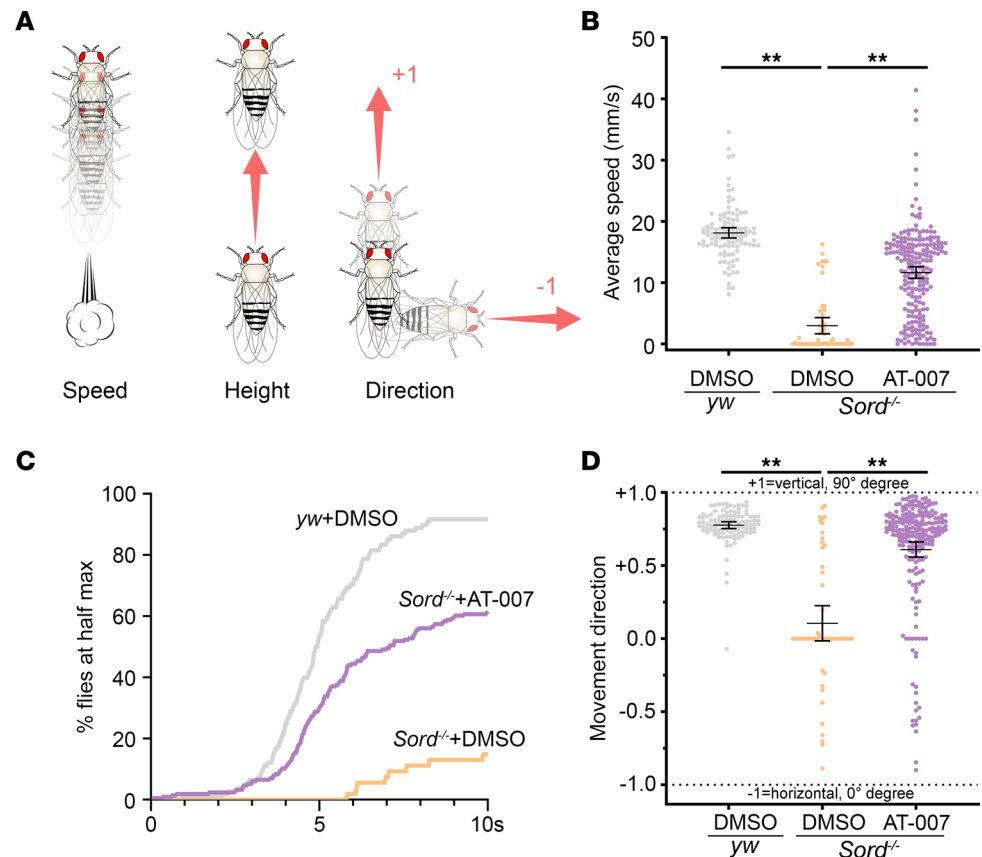 A
+1
-1
Speed
Height
Direction
B
Average speed (mm/s)
50
40
30
20
10
0
**
**
DMSO
DMSO
AT-007
yw
Sord-/-
C
% flies at half max
100
80
60
40
20
0
yw+DMSO
Sord-/-+AT-007
Sord-/-+DMSO
0
5
10s
D
Movement direction
**
**
+1=vertical, 90° degree
+1.0
+0.5
0.0
-0.5
-1.0
-1=horizontal, 0° degree
DMSO
DMSO
AT-007
yw
Sord-/-